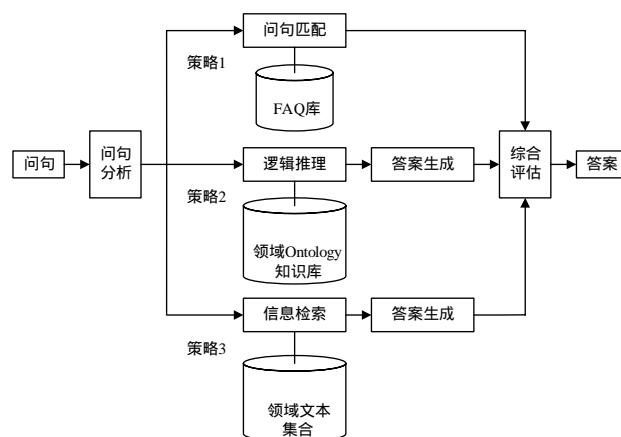 问句匹配
策略1
FAQ库
问句
问句
分析
逻辑推理
答案生成
综合
评估
答案
策略2
领域Ontology
知识库
信息检索
答案生成
策略3
领域文本
集合